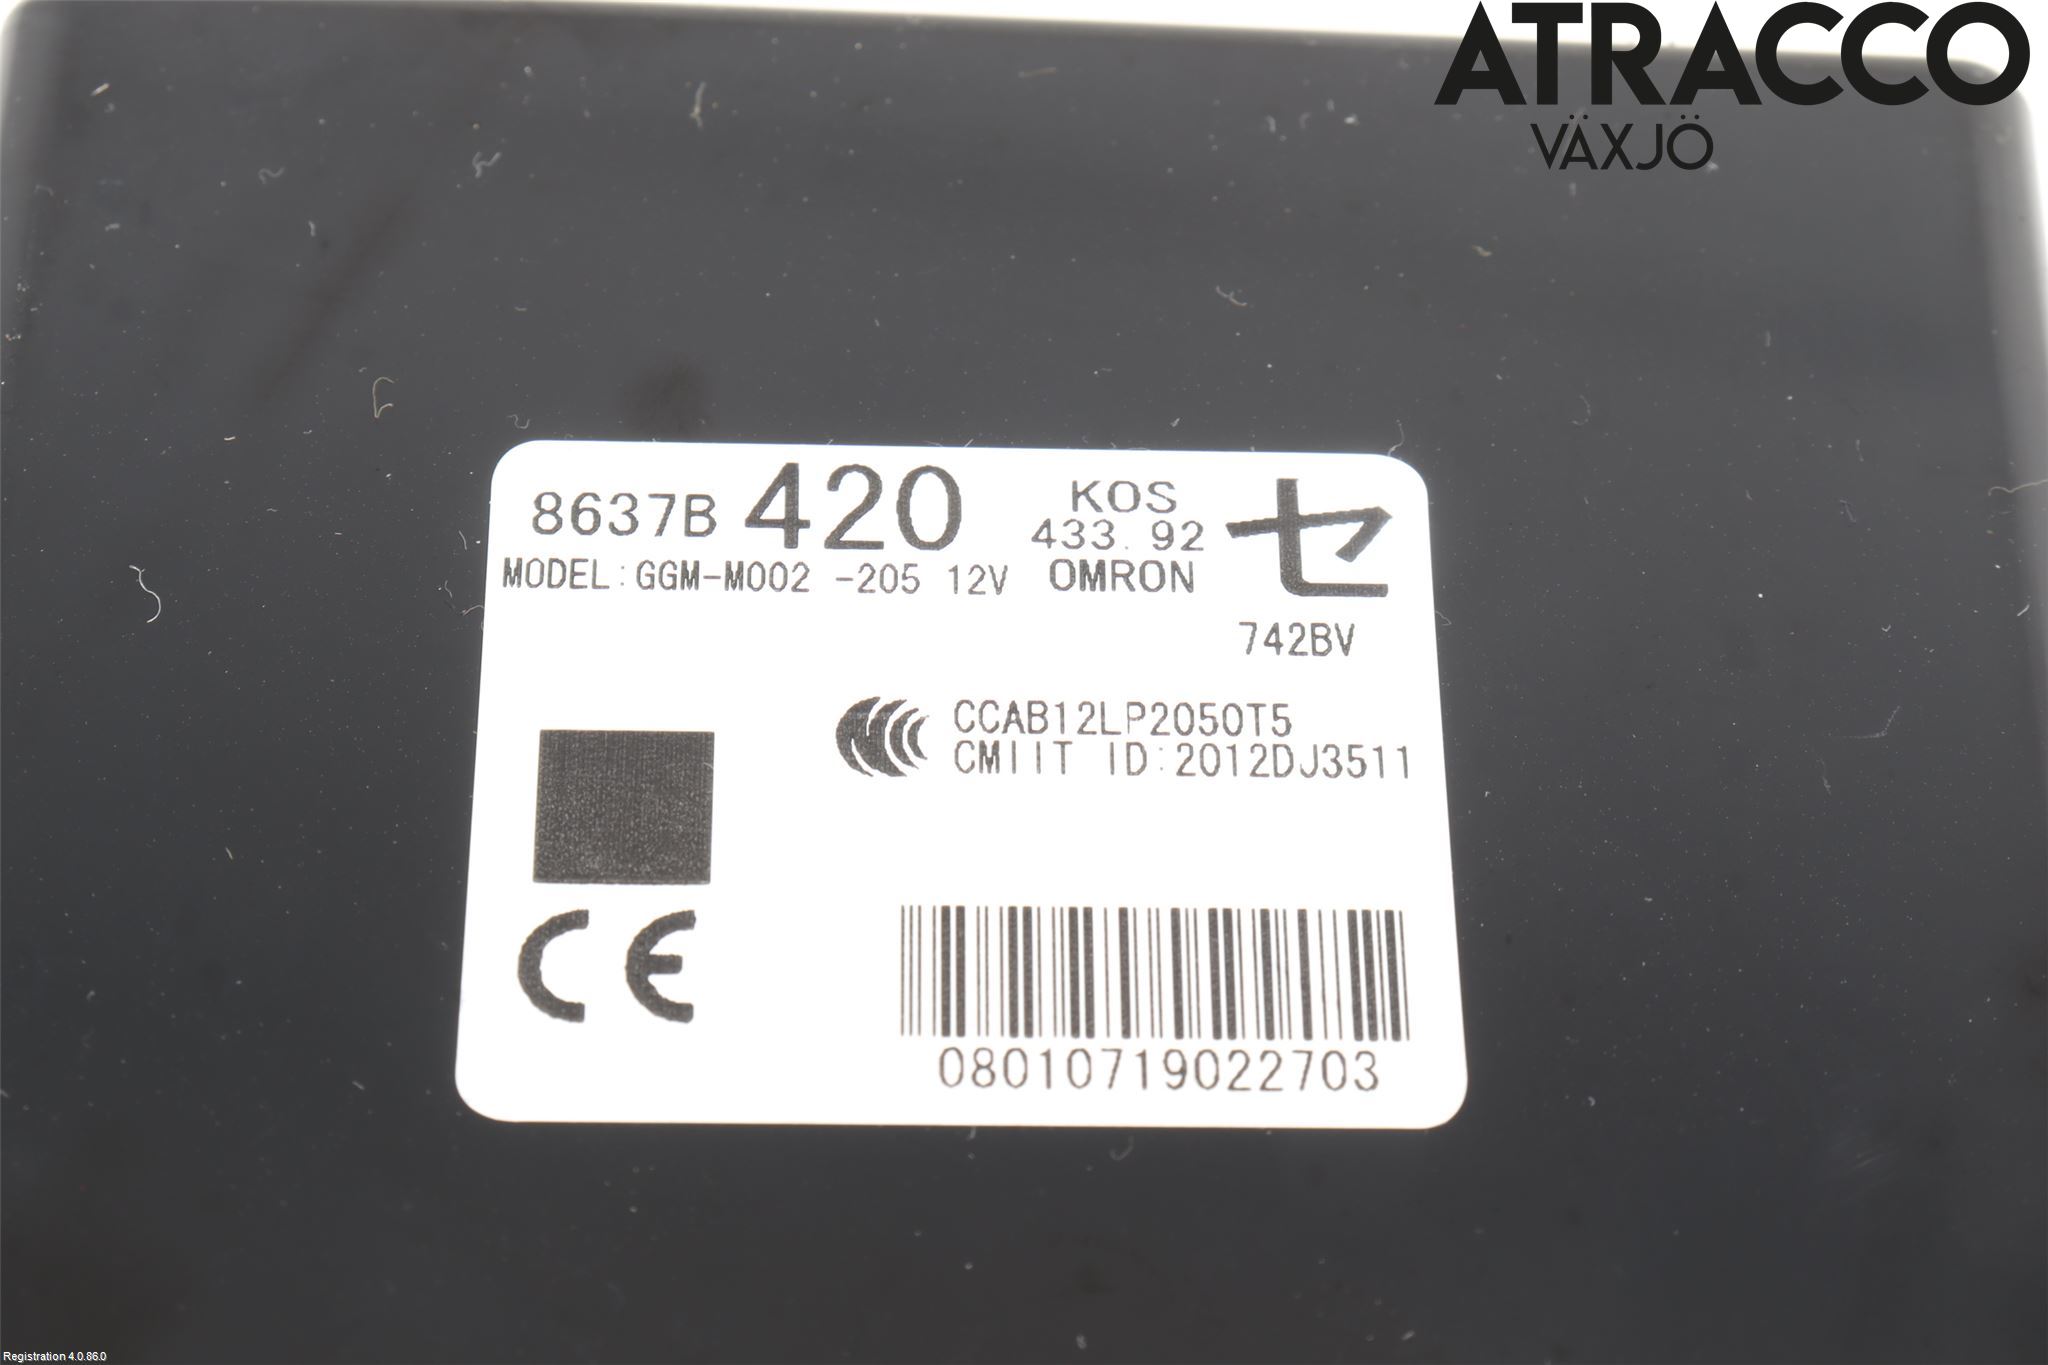 ATRACCO
VÄXJÖ
8637B 420 KOS 433.92 セ
MODEL:GGM-M002 -205 12V OMRON
742BV
CCAB12LP2050T5
CMIIT ID:2012DJ3511
CE
08010719022703
Registration 4.0.86.0